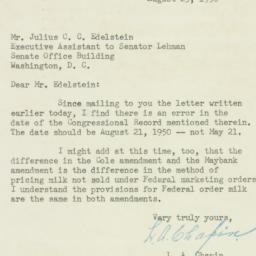 August 23, 1950
Mr. Julius C. C. Edelstein
Executive Assistant to Senator Lehman
Senate Office Building
Washington, D. C.
Dear Mr. Edelstein:
Since mailing to you the letter written
earlier today, I find there is an error in the
date of the Congressional Record mentioned therein.
The date should be August 21, 1950 -- not May 21.
I might add at this time, too, that the
difference in the Gole amendment and the Maybank
amendment is the difference in the method of
pricing milk not sold under Federal marketing orders
I understand the provisions for Federal order milk
are the same in both amendments.
Very truly yours,
L.A. Chapin
L. A. Chapin